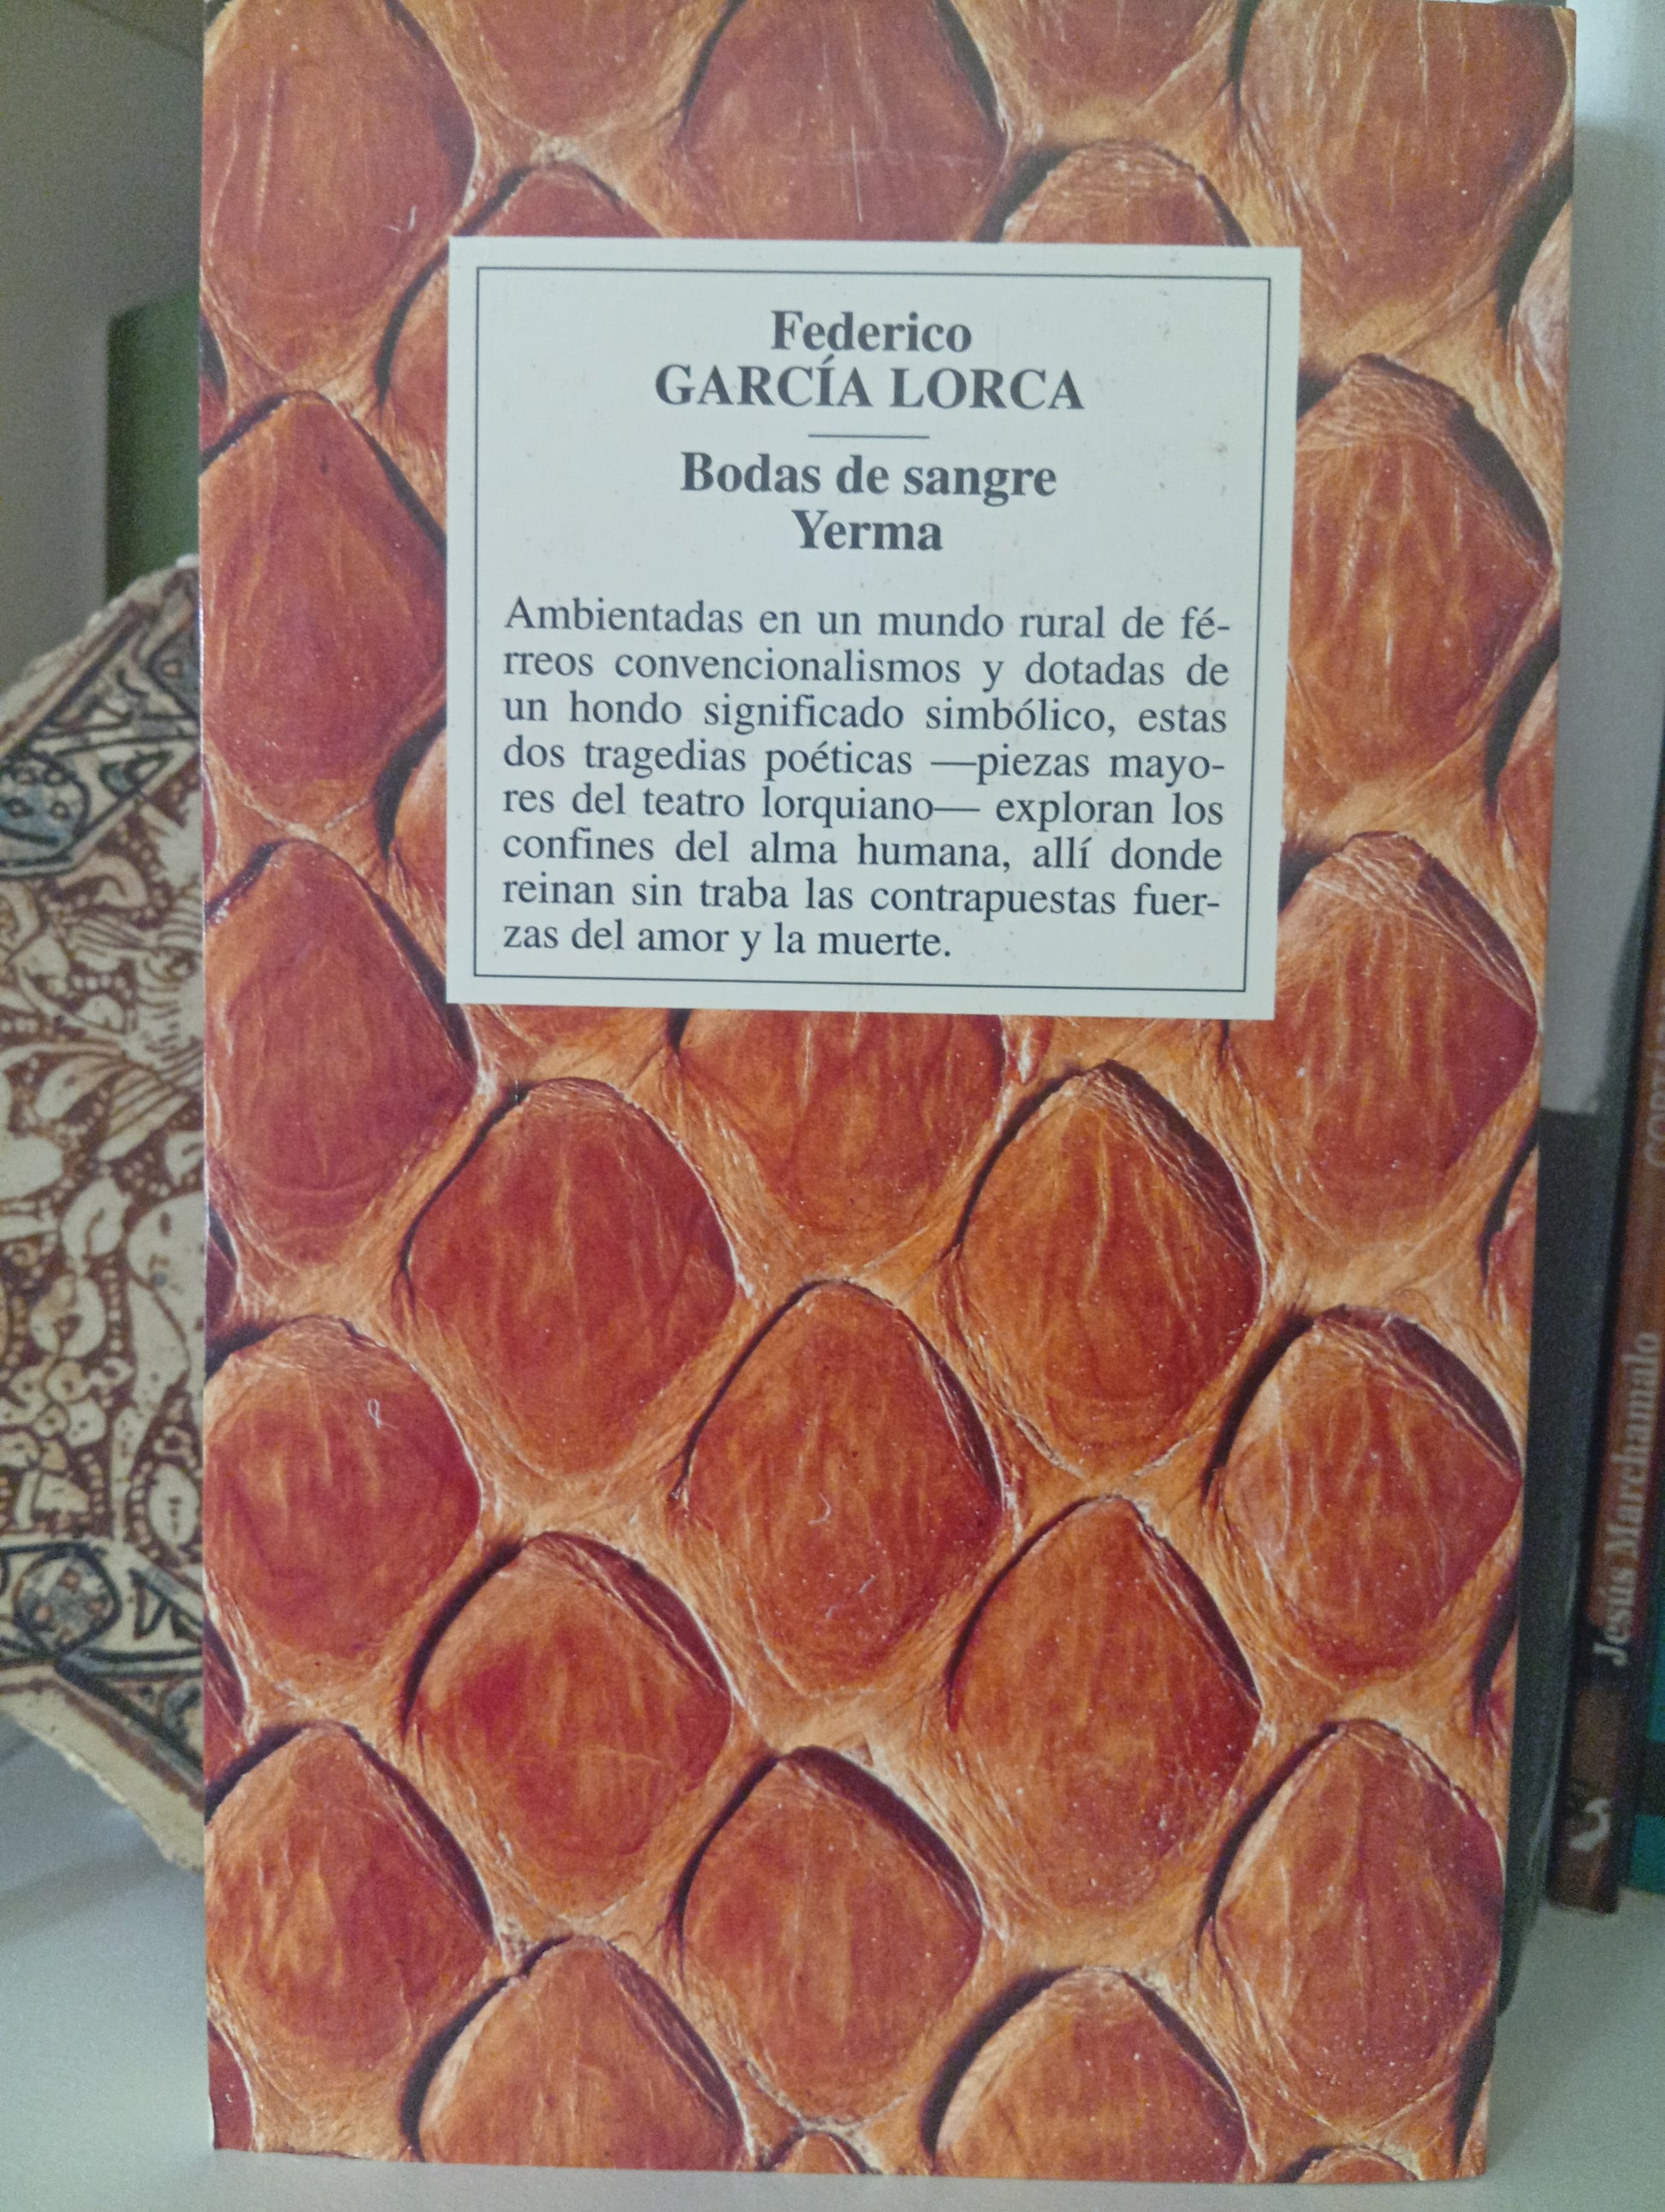 Federico
GARCÍA LORCA
Bodas de sangre
Yerma
Ambientadas en un mundo rural de fé-
rreos convencionalismos y dotadas de
un hondo significado simbólico, estas
dos tragedias poéticas —piezas mayo-
res del teatro lorquiano— exploran los
confines del alma humana, allí donde
reinan sin traba las contrapuestas fuer-
zas del amor y la muerte.
Jesús Marchamalo